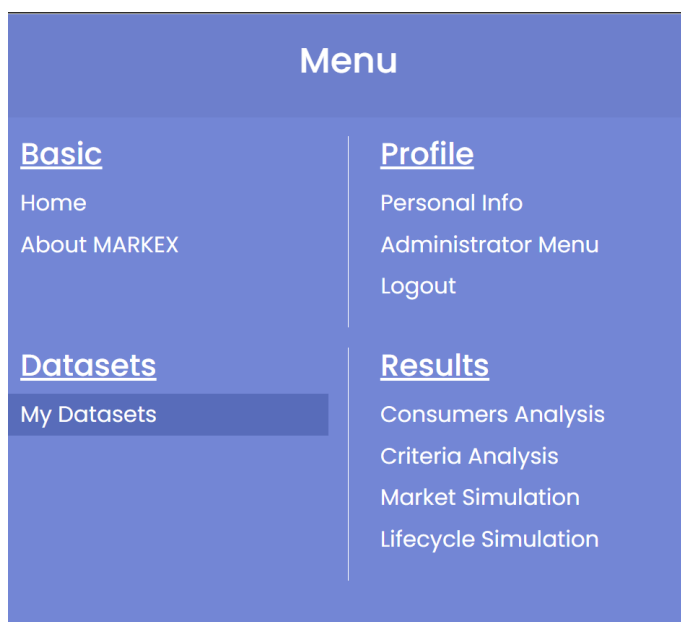 Menu
Basic
Home
About MARKEX
Profile
Personal Info
Administrator Menu
Logout
Datasets
My Datasets
Results
Consumers Analysis
Criteria Analysis
Market Simulation
Lifecycle Simulation